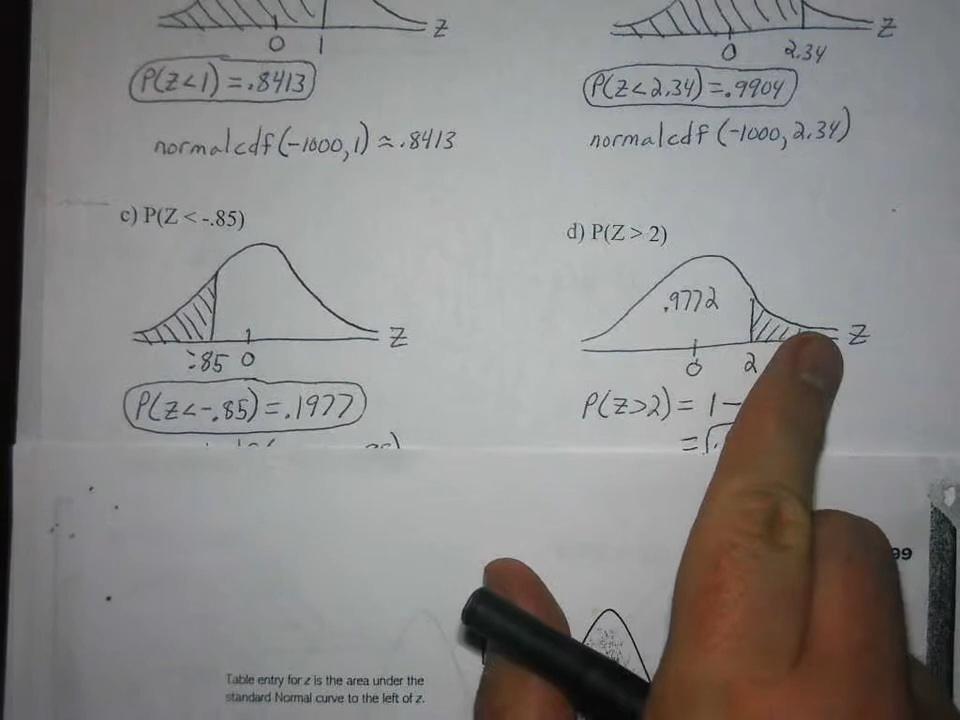 Z
0 1
P(Z<1) = .8413
normalcdf(-1000, 1) ≈ .8413
Z
0 2.34
P(Z<2.34) = .9904
normalcdf(-1000, 2.34)
c) P(Z < -.85)
Z
-.85 0
P(Z<-.85) = .1977
d) P(Z > 2)
.9772
Z
0 2
P(Z>2) = 1-
=
99
Table entry for z is the area under the
standard Normal curve to the left of z.